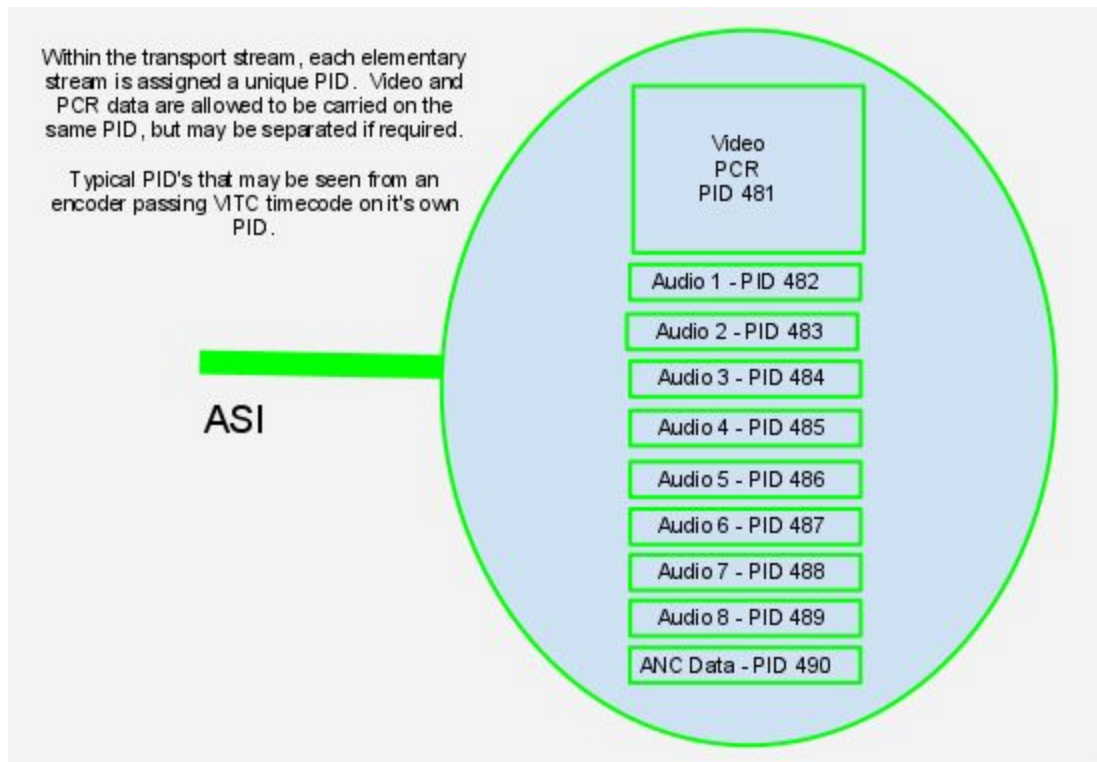 Within the transport stream, each elementary
stream is assigned a unique PID. Video and
PCR data are allowed to be carried on the
same PID, but may be separated if required.
Typical PID's that may be seen from an
encoder passing VITC timecode on it's own
PID.
Video
PCR
PID 481
Audio 1 - PID 482
Audio 2 - PID 483
Audio 3 - PID 484
Audio 4 - PID 485
Audio 5 - PID 486
Audio 6 - PID 487
Audio 7 - PID 488
Audio 8 - PID 489
ANC Data - PID 490
ASI